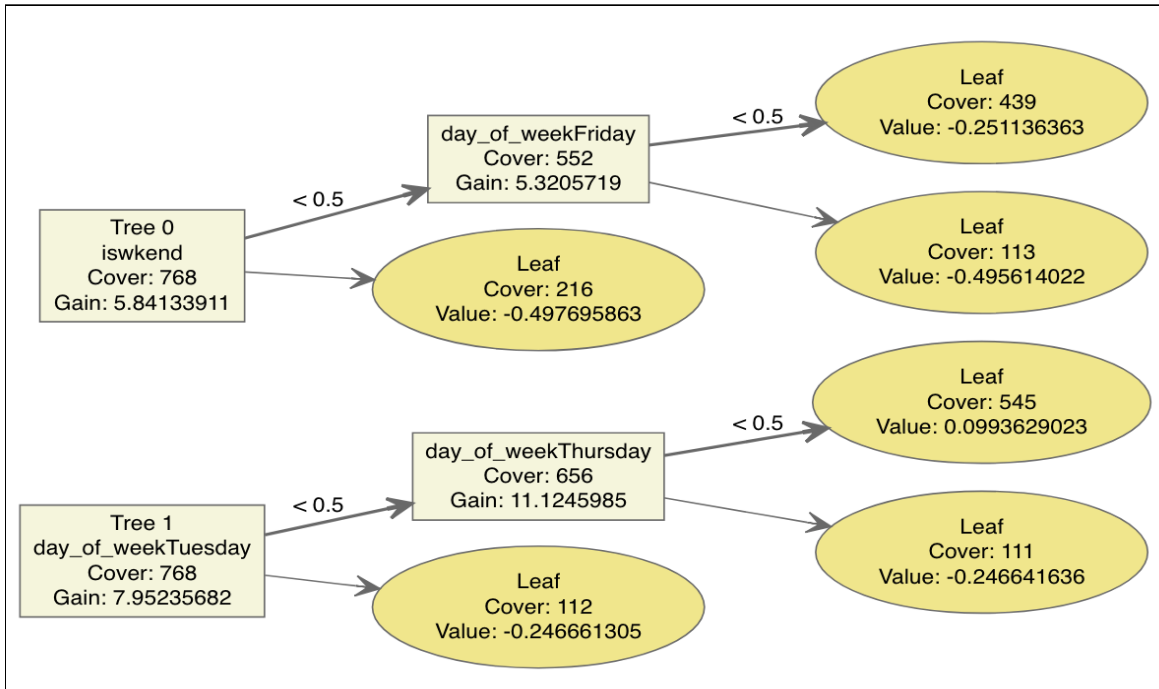 Tree 0
iswkend
Cover: 768
Gain: 5.84133911
< 0.5
day_of_weekFriday
Cover: 552
Gain: 5.3205719
< 0.5
Leaf
Cover: 439
Value: -0.251136363
Leaf
Cover: 113
Value: -0.495614022
Leaf
Cover: 216
Value: -0.497695863
Tree 1
day_of_weekTuesday
Cover: 768
Gain: 7.95235682
< 0.5
day_of_weekThursday
Cover: 656
Gain: 11.1245985
< 0.5
Leaf
Cover: 545
Value: 0.0993629023
Leaf
Cover: 111
Value: -0.246641636
Leaf
Cover: 112
Value: -0.246661305